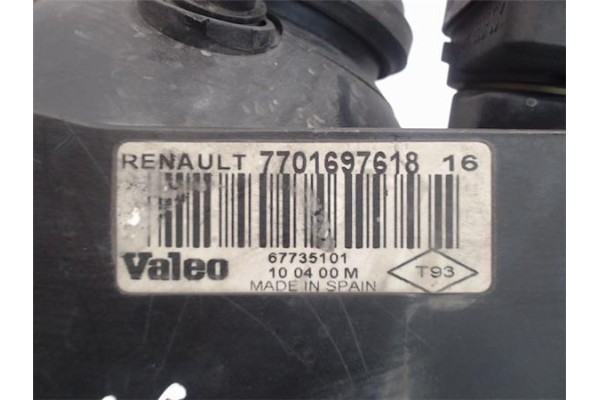 RENAULT 7701697618 16
67735101
Valeo 10 04 00 M
MADE IN SPAIN
T93